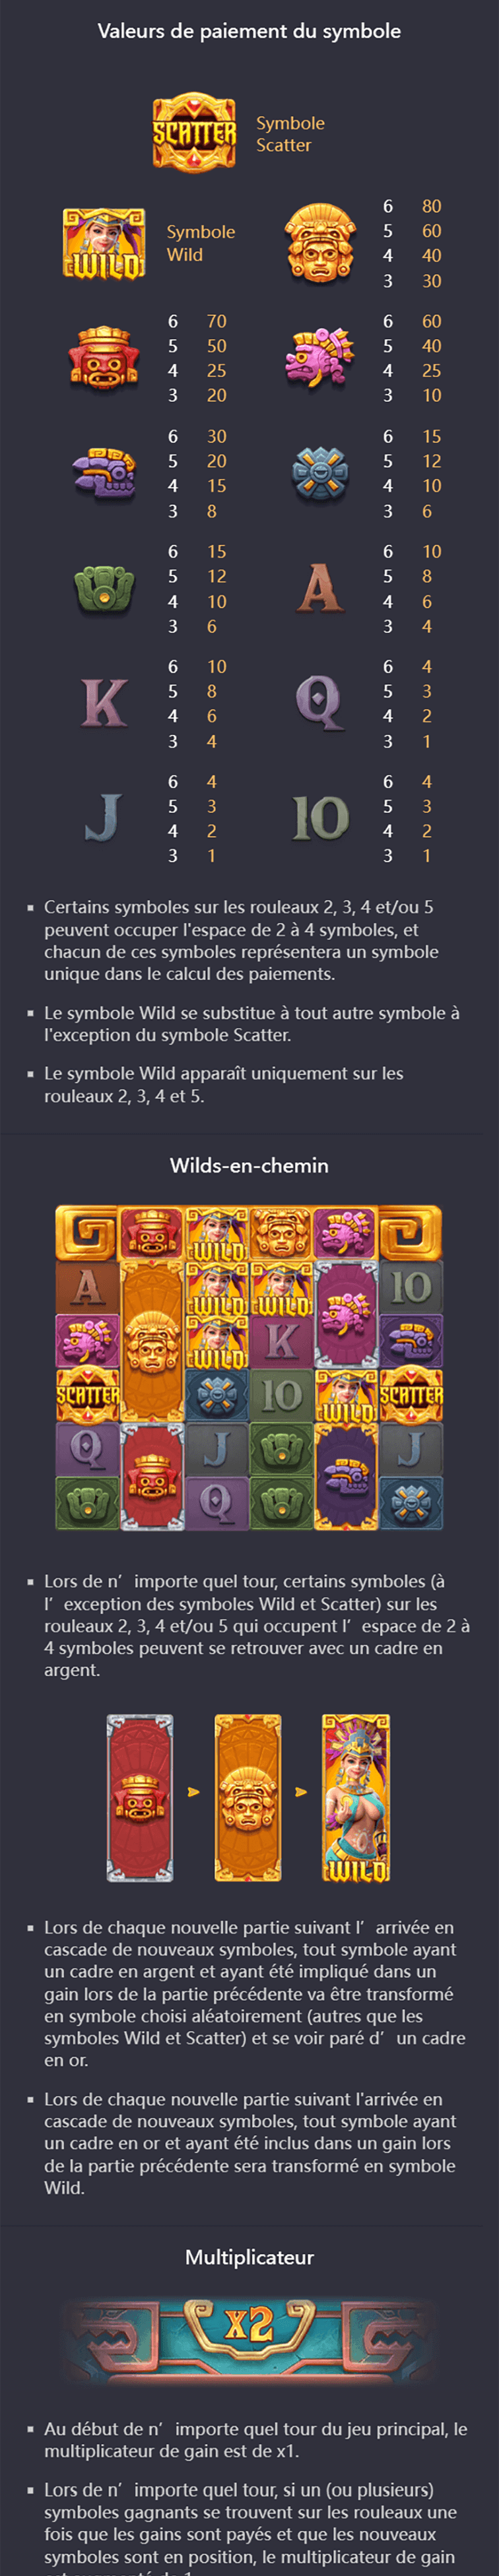 Valeurs de paiement du symbole
SCATTER
Symbole
Scatter
WILD
Symbole
Wild
6 80
5 60
4 40
3 30
6 70
5 50
4 25
3 20
6 60
5 40
4 25
3 10
6 30
5 20
4 15
3 8
6 15
5 12
4 10
3 6
6 15
5 12
4 10
3 6
A
6 10
5 8
4 6
3 4
K
6 10
5 8
4 6
3 4
Q
6 4
5 3
4 2
3 1
J
6 4
5 3
4 2
3 1
10
6 4
5 3
4 2
3 1
▪ Certains symboles sur les rouleaux 2, 3, 4 et/ou 5
peuvent occuper l'espace de 2 à 4 symboles, et
chacun de ces symboles représentera un symbole
unique dans le calcul des paiements.
▪ Le symbole Wild se substitue à tout autre symbole à
l'exception du symbole Scatter.
▪ Le symbole Wild apparaît uniquement sur les
rouleaux 2, 3, 4 et 5.
Wilds-en-chemin
WILD
A WILD WILD 10
WILD K
SCATTER 10 WILD SCATTER
Q J J
Q
▪ Lors de n’importe quel tour, certains symboles (à
l’exception des symboles Wild et Scatter) sur les
rouleaux 2, 3, 4 et/ou 5 qui occupent l’espace de 2 à
4 symboles peuvent se retrouver avec un cadre en
argent.
WILD
▪ Lors de chaque nouvelle partie suivant l’arrivée en
cascade de nouveaux symboles, tout symbole ayant
un cadre en argent et ayant été impliqué dans un
gain lors de la partie précédente va être transformé
en symbole choisi aléatoirement (autres que les
symboles Wild et Scatter) et se voir paré d’un cadre
en or.
▪ Lors de chaque nouvelle partie suivant l'arrivée en
cascade de nouveaux symboles, tout symbole ayant
un cadre en or et ayant été inclus dans un gain lors
de la partie précédente sera transformé en symbole
Wild.
Multiplicateur
x2
▪ Au début de n’importe quel tour du jeu principal, le
multiplicateur de gain est de x1.
▪ Lors de n’importe quel tour, si un (ou plusieurs)
symboles gagnants se trouvent sur les rouleaux une
fois que les gains sont payés et que les nouveaux
symboles sont en position, le multiplicateur de gain